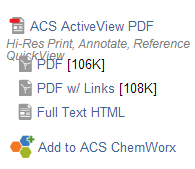 ACS ActiveView PDF
Hi-Res Print, Annotate, Reference
QuickView
PDF [106K]
PDF w/ Links [108K]
Full Text HTML
Add to ACS ChemWorx